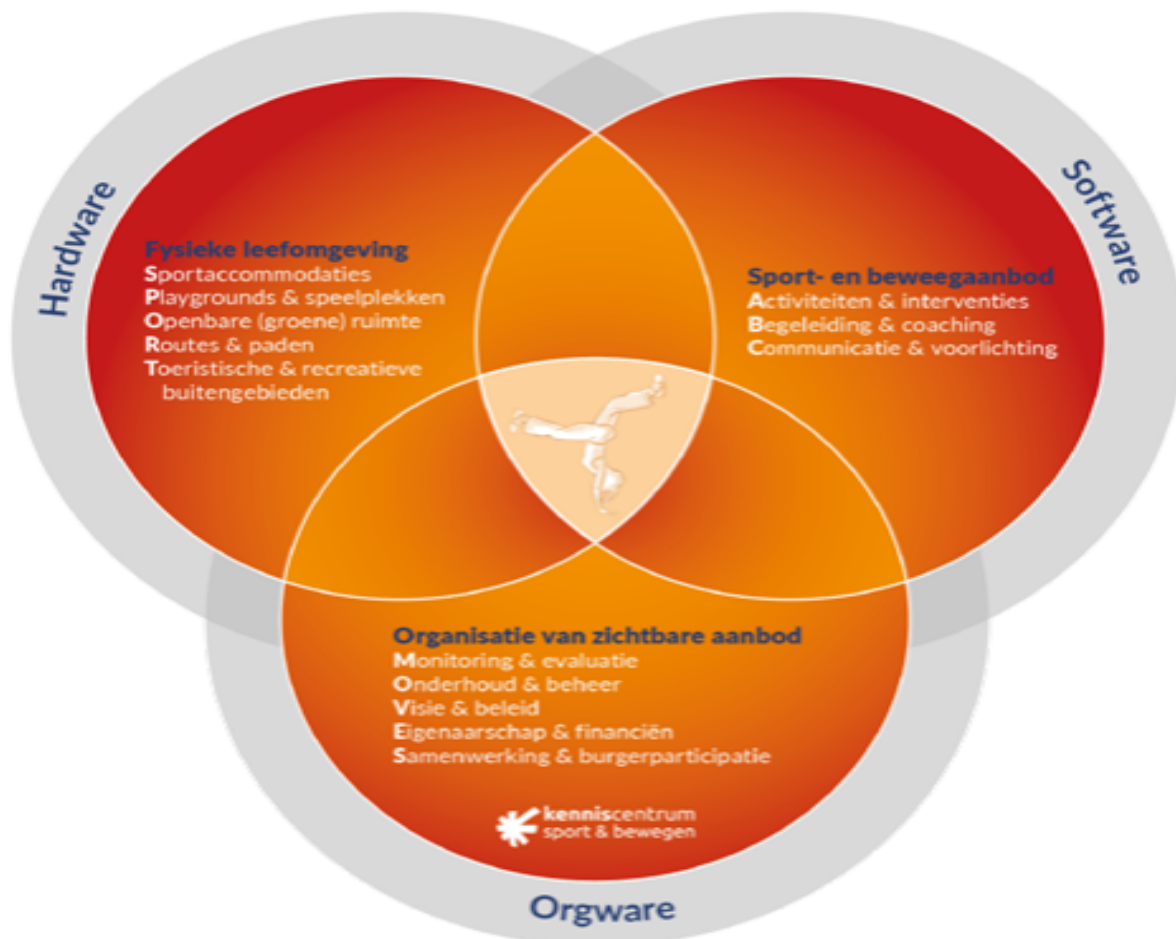 Hardware
Fysieke leefomgeving
Sportaccommodaties
Playgrounds & speelplekken
Openbare (groene) ruimte
Routes & paden
Toeristische & recreatieve
buitengebieden
Software
Sport- en beweegaanbod
Activiteiten & interventies
Begeleiding & coaching
Communicatie & voorlichting
Organisatie van zichtbare aanbod
Monitoring & evaluatie
Onderhoud & beheer
Visie & beleid
Eigenaarschap & financiën
Samenwerking & burgerparticipatie
kenniscentrum
sport & bewegen
Orgware